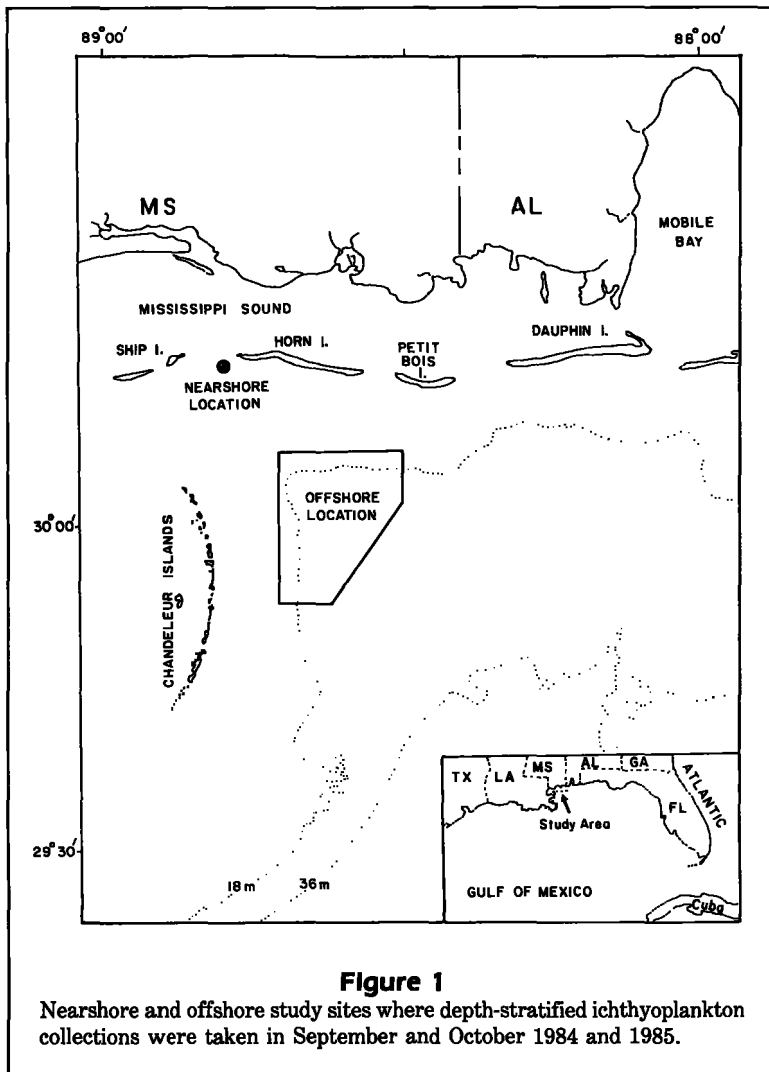 89°00'
88°00'
MS
AL
MOBILE
BAY
MISSISSIPPI SOUND
SHIP I.
HORN I.
PETIT
BOIS
I.
DAUPHIN I.
NEARSHORE
LOCATION
OFFSHORE
LOCATION
30°00'
CHANDELEUR ISLANDS
TX
LA
MS
AL
GA
ATLANTIC
FL
Study Area
GULF OF MEXICO
Cuba
29°30'
18m
36m
Figure 1
Nearshore and offshore study sites where depth-stratified ichthyoplankton
collections were taken in September and October 1984 and 1985.